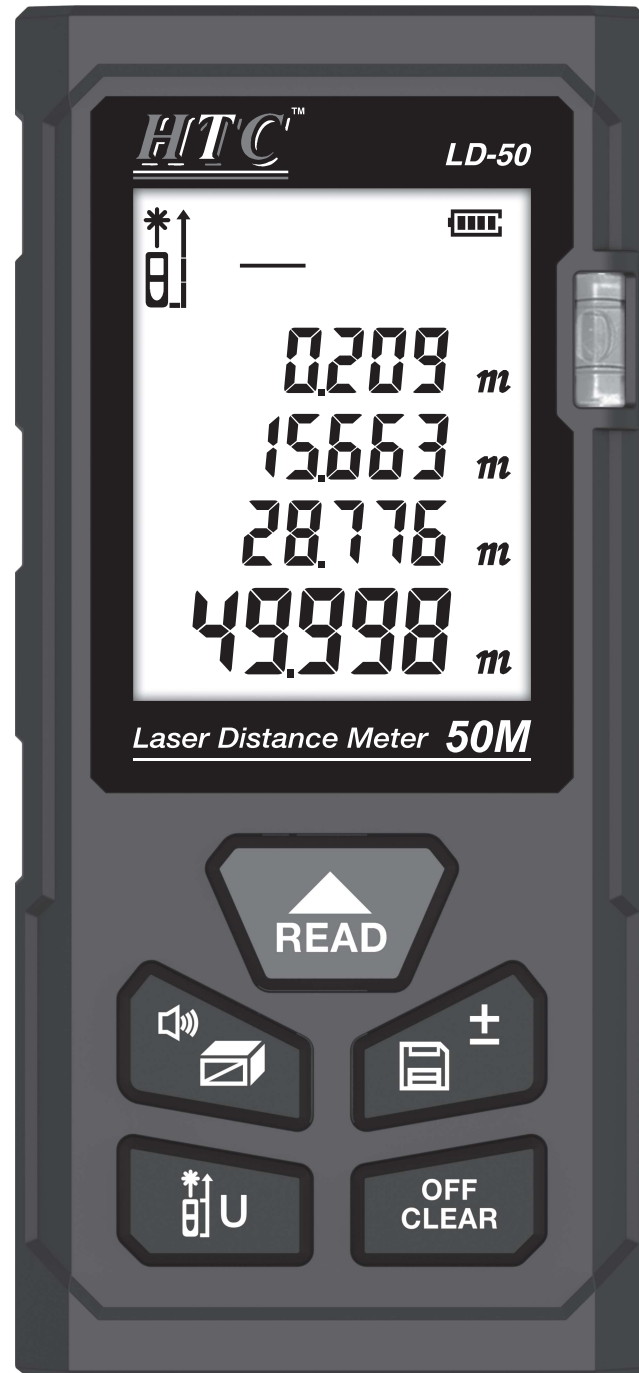 HTC™
LD-50
0.209 m
15.663 m
28.776 m
49.998 m
Laser Distance Meter 50M
READ
±
U
OFF
CLEAR